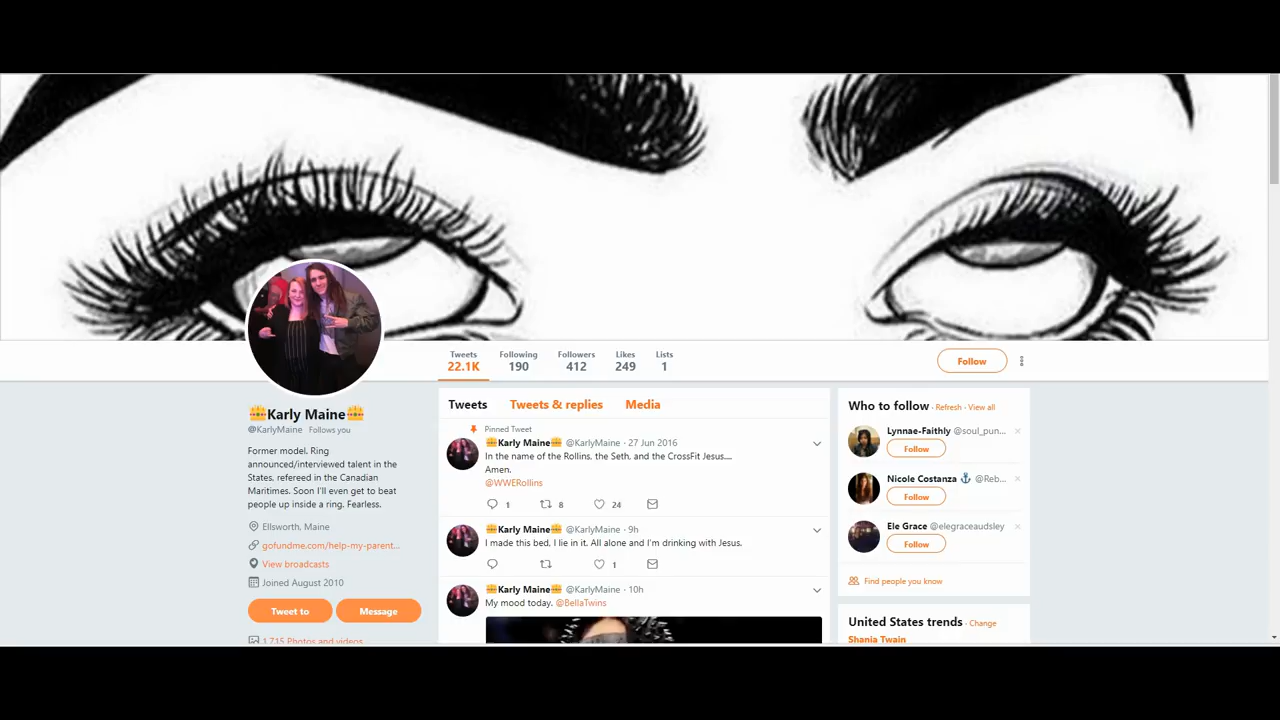 Tweets
22.1K
Following
190
Followers
412
Likes
249
Lists
1
Follow
Karly Maine
@KarlyMaine Follows you
Former model. Ring
announced/interviewed talent in the
States, refereed in the Canadian
Maritimes. Soon I'll even get to beat
people up inside a ring. Fearless.
Ellsworth, Maine
gofundme.com/help-my-parent...
View broadcasts
Joined August 2010
Tweet to
Message
1,715 Photos and videos
Tweets Tweets & replies Media
Pinned Tweet
Karly Maine @KarlyMaine · 27 Jun 2016
In the name of the Rollins, the Seth, and the CrossFit Jesus....
Amen.
@WWERollins
1 8 24
Karly Maine @KarlyMaine · 9h
I made this bed, I lie in it. All alone and I'm drinking with Jesus.
1
Karly Maine @KarlyMaine · 10h
My mood today. @BellaTwins
Who to follow · Refresh · View all
Lynnae-Faithly @soul_pun...
Follow
Nicole Costanza @Reb...
Follow
Ele Grace @elegraceaudsley
Follow
Find people you know
United States trends · Change
Shania Twain